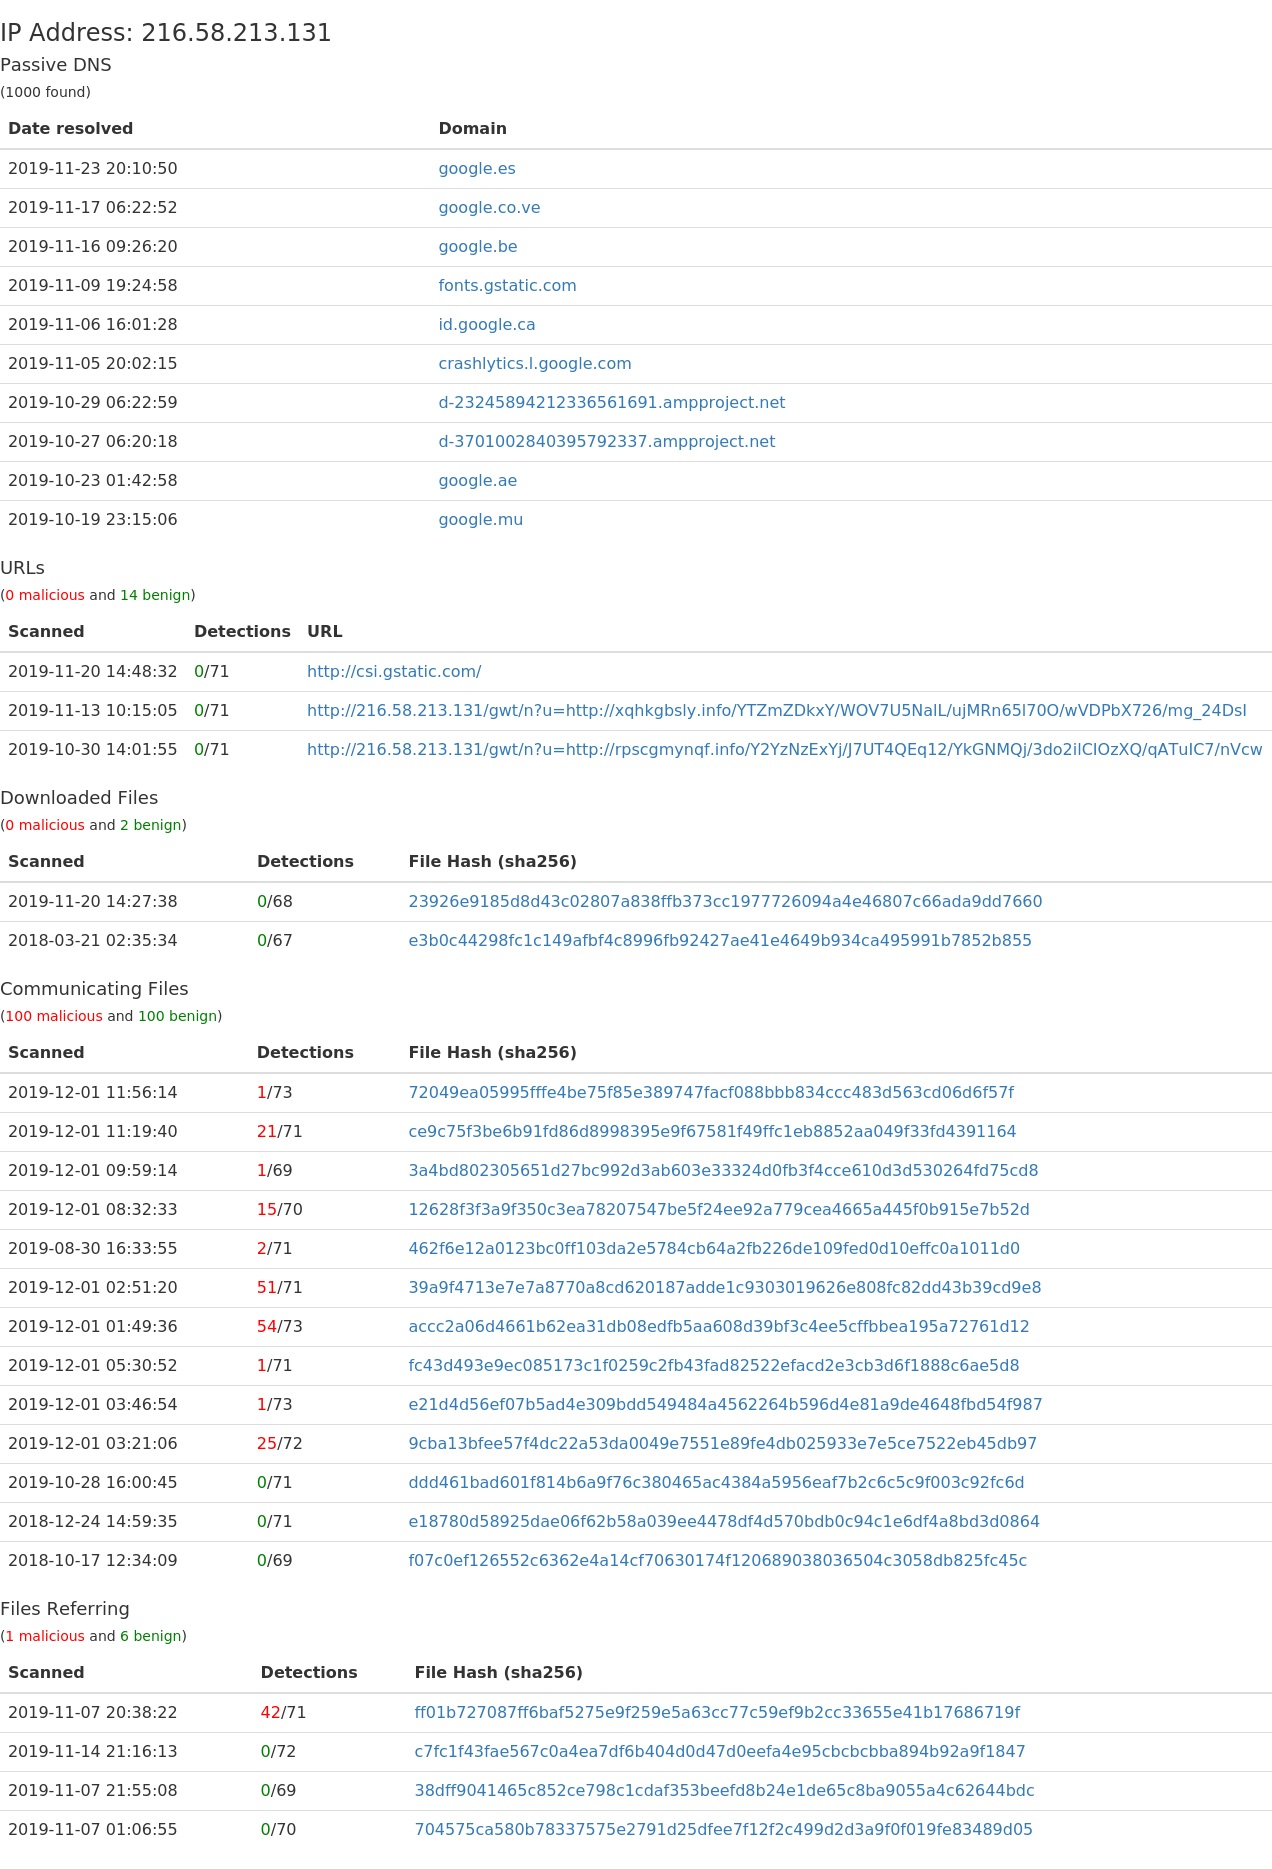 IP Address: 216.58.213.131
Passive DNS
(1000 found)
Date resolved Domain
2019-11-23 20:10:50 google.es
2019-11-17 06:22:52 google.co.ve
2019-11-16 09:26:20 google.be
2019-11-09 19:24:58 fonts.gstatic.com
2019-11-06 16:01:28 id.google.ca
2019-11-05 20:02:15 crashlytics.l.google.com
2019-10-29 06:22:59 d-23245894212336561691.ampproject.net
2019-10-27 06:20:18 d-3701002840395792337.ampproject.net
2019-10-23 01:42:58 google.ae
2019-10-19 23:15:06 google.mu
URLs
(0 malicious and 14 benign)
Scanned Detections URL
2019-11-20 14:48:32 0/71 http://csi.gstatic.com/
2019-11-13 10:15:05 0/71 http://216.58.213.131/gwt/n?u=http://xqhkgbsly.info/YTZmZDkxY/WOV7U5NalL/ujMRn65l70O/wVDPbX726/mg_24DsI
2019-10-30 14:01:55 0/71 http://216.58.213.131/gwt/n?u=http://rpscgmynqf.info/Y2YzNzExYj/J7UT4QEq12/YkGNMQj/3do2ilClOzXQ/qATuIC7/nVcw
Downloaded Files
(0 malicious and 2 benign)
Scanned Detections File Hash (sha256)
2019-11-20 14:27:38 0/68 23926e9185d8d43c02807a838ffb373cc1977726094a4e46807c66ada9dd7660
2018-03-21 02:35:34 0/67 e3b0c44298fc1c149afbf4c8996fb92427ae41e4649b934ca495991b7852b855
Communicating Files
(100 malicious and 100 benign)
Scanned Detections File Hash (sha256)
2019-12-01 11:56:14 1/73 72049ea05995fffe4be75f85e389747facf088bbb834ccc483d563cd06d6f57f
2019-12-01 11:19:40 21/71 ce9c75f3be6b91fd86d8998395e9f67581f49ffc1eb8852aa049f33fd4391164
2019-12-01 09:59:14 1/69 3a4bd802305651d27bc992d3ab603e33324d0fb3f4cce610d3d530264fd75cd8
2019-12-01 08:32:33 15/70 12628f3f3a9f350c3ea78207547be5f24ee92a779cea4665a445f0b915e7b52d
2019-08-30 16:33:55 2/71 462f6e12a0123bc0ff103da2e5784cb64a2fb226de109fed0d10effc0a1011d0
2019-12-01 02:51:20 51/71 39a9f4713e7e7a8770a8cd620187adde1c9303019626e808fc82dd43b39cd9e8
2019-12-01 01:49:36 54/73 accc2a06d4661b62ea31db08edfb5aa608d39bf3c4ee5cffbbea195a72761d12
2019-12-01 05:30:52 1/71 fc43d493e9ec085173c1f0259c2fb43fad82522efacd2e3cb3d6f1888c6ae5d8
2019-12-01 03:46:54 1/73 e21d4d56ef07b5ad4e309bdd549484a4562264b596d4e81a9de4648fbd54f987
2019-12-01 03:21:06 25/72 9cba13bfee57f4dc22a53da0049e7551e89fe4db025933e7e5ce7522eb45db97
2019-10-28 16:00:45 0/71 ddd461bad601f814b6a9f76c380465ac4384a5956eaf7b2c6c5c9f003c92fc6d
2018-12-24 14:59:35 0/71 e18780d58925dae06f62b58a039ee4478df4d570bdb0c94c1e6df4a8bd3d0864
2018-10-17 12:34:09 0/69 f07c0ef126552c6362e4a14cf70630174f120689038036504c3058db825fc45c
Files Referring
(1 malicious and 6 benign)
Scanned Detections File Hash (sha256)
2019-11-07 20:38:22 42/71 ff01b727087ff6baf5275e9f259e5a63cc77c59ef9b2cc33655e41b17686719f
2019-11-14 21:16:13 0/72 c7fc1f43fae567c0a4ea7df6b404d0d47d0eefa4e95cbcbcbba894b92a9f1847
2019-11-07 21:55:08 0/69 38dff9041465c852ce798c1cdaf353beefd8b24e1de65c8ba9055a4c62644bdc
2019-11-07 01:06:55 0/70 704575ca580b78337575e2791d25dfee7f12f2c499d2d3a9f0f019fe83489d05